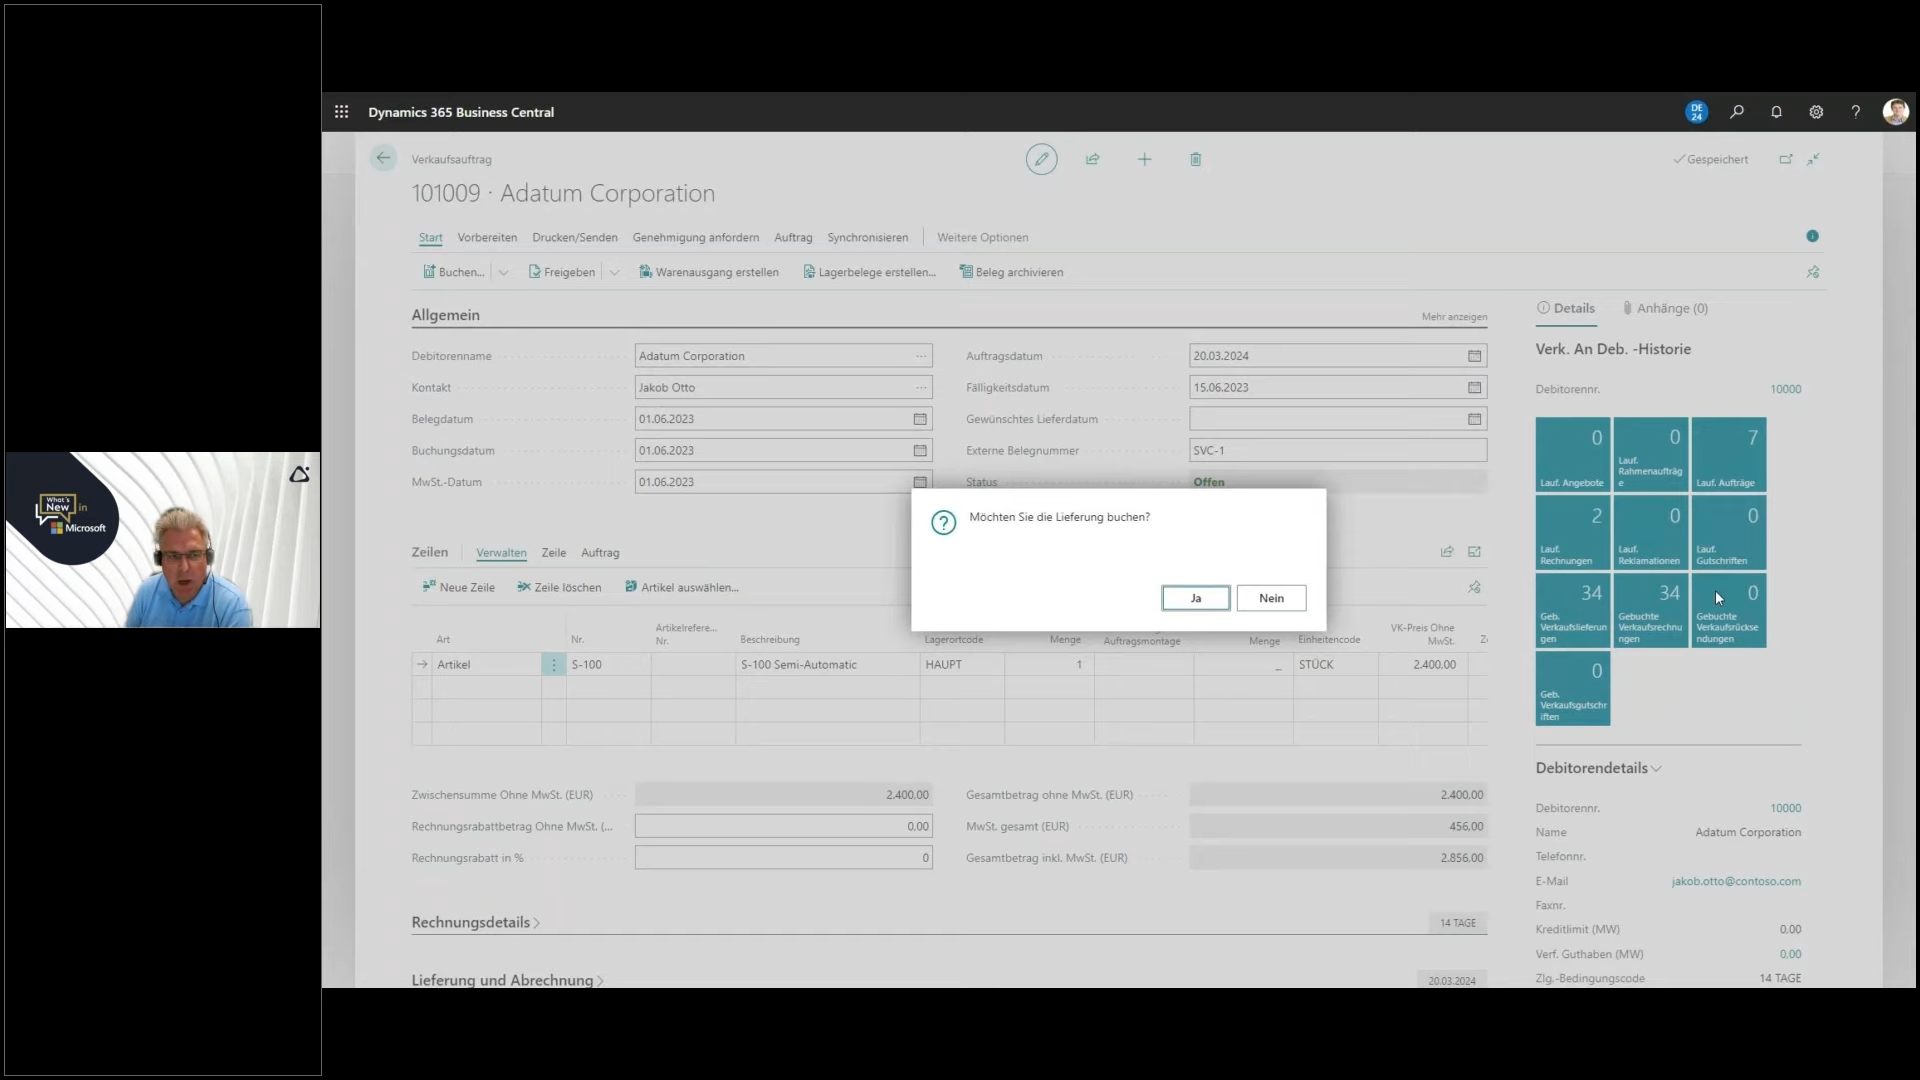 What's
New in
Microsoft
Dynamics 365 Business Central
DE
24
?
Verkaufsauftrag
Gespeichert
101009 · Adatum Corporation
Start Vorbereiten Drucken/Senden Genehmigung anfordern Auftrag Synchronisieren Weitere Optionen
Buchen... Freigeben Warenausgang erstellen Lagerbelege erstellen... Beleg archivieren
Allgemein
Mehr anzeigen
Debitorenname Adatum Corporation ...
Kontakt Jakob Otto ...
Belegdatum 01.06.2023
Buchungsdatum 01.06.2023
MwSt.-Datum 01.06.2023
Auftragsdatum 20.03.2024
Fälligkeitsdatum 15.06.2023
Gewünschtes Lieferdatum
Externe Belegnummer SVC-1
Status Offen
Möchten Sie die Lieferung buchen?
Ja Nein
Zeilen Verwalten Zeile Auftrag
Neue Zeile Zeile löschen Artikel auswählen...
Art Nr. Artikelrefere... Nr. Beschreibung Lagerortcode Menge Auftragsmontage Menge Einheitencode VK-Preis Ohne MwSt.
Artikel S-100 S-100 Semi-Automatic HAUPT 1 _ STÜCK 2.400,00
Zwischensumme Ohne MwSt. (EUR) 2.400,00
Rechnungsrabattbetrag Ohne MwSt. (... 0,00
Rechnungsrabatt in % 0
Gesamtbetrag ohne MwSt. (EUR) 2.400,00
MwSt. gesamt (EUR) 456,00
Gesamtbetrag inkl. MwSt. (EUR) 2.856,00
Rechnungsdetails 14 TAGE
Lieferung und Abrechnung 20.03.2024
Details Anhänge (0)
Verk. An Deb. -Historie
Debitorennr. 10000
0
Lauf. Angebote
0
Lauf.
Rahmenaufträg
e
7
Lauf. Aufträge
2
Lauf.
Rechnungen
0
Lauf.
Reklamationen
0
Lauf.
Gutschriften
34
Geb.
Verkaufslieferun
gen
34
Gebuchte
Verkaufsrechnu
ngen
0
Gebuchte
Verkaufsrückse
ndungen
0
Geb.
Verkaufsgutschr
iften
Debitorendetails
Debitorennr. 10000
Name Adatum Corporation
Telefonnr.
E-Mail jakob.otto@contoso.com
Faxnr.
Kreditlimit (MW) 0,00
Verf. Guthaben (MW) 0,00
Zlg.-Bedingungscode 14 TAGE